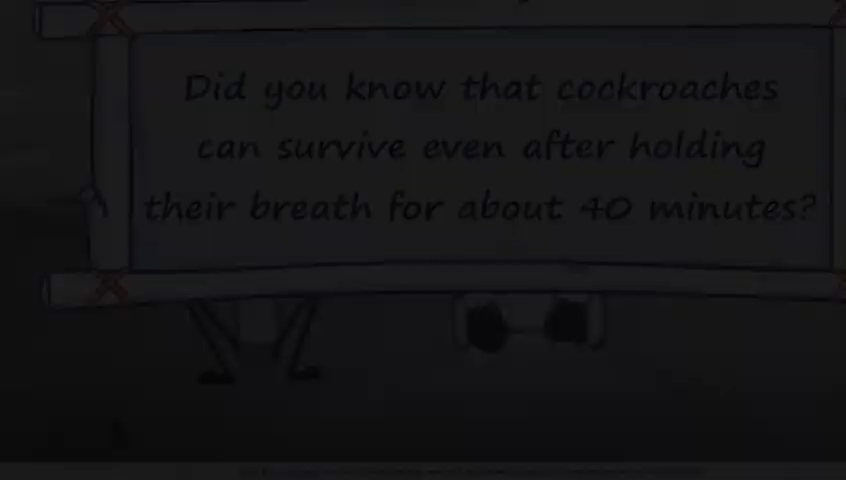 Did you know that cockroaches
can survive even after holding
their breath for about 40 minutes?